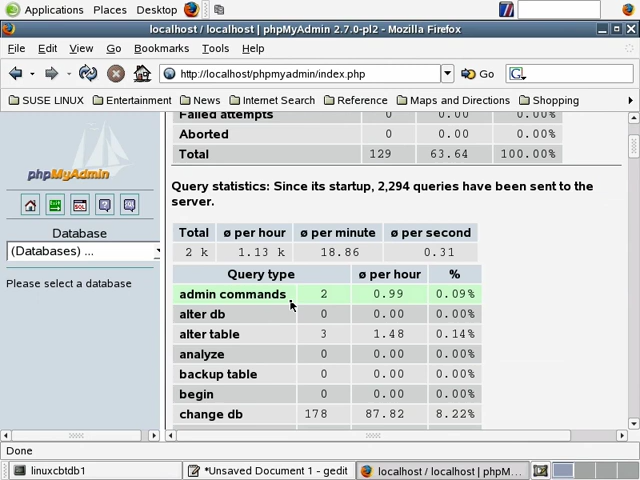 Applications Places Desktop
localhost / localhost | phpMyAdmin 2.7.0-pl2 - Mozilla Firefox
File Edit View Go Bookmarks Tools Help
http://localhost/phpmyadmin/index.php Go G
SUSE LINUX Entertainment News Internet Search Reference Maps and Directions Shopping
phpMyAdmin
SQL
Database
(Databases) ...
Please select a database
Failed attempts 0 0.00 0.00%
Aborted 0 0.00 0.00%
Total 129 63.64 100.00%
Query statistics: Since its startup, 2,294 queries have been sent to the
server.
Total ø per hour ø per minute ø per second
2 k 1.13 k 18.86 0.31
Query type ø per hour %
admin commands 2 0.99 0.09%
alter db 0 0.00 0.00%
alter table 3 1.48 0.14%
analyze 0 0.00 0.00%
backup table 0 0.00 0.00%
begin 0 0.00 0.00%
change db 178 87.82 8.22%
Done
linuxcbtdb1 *Unsaved Document 1 - gedit localhost / localhost | phpM...